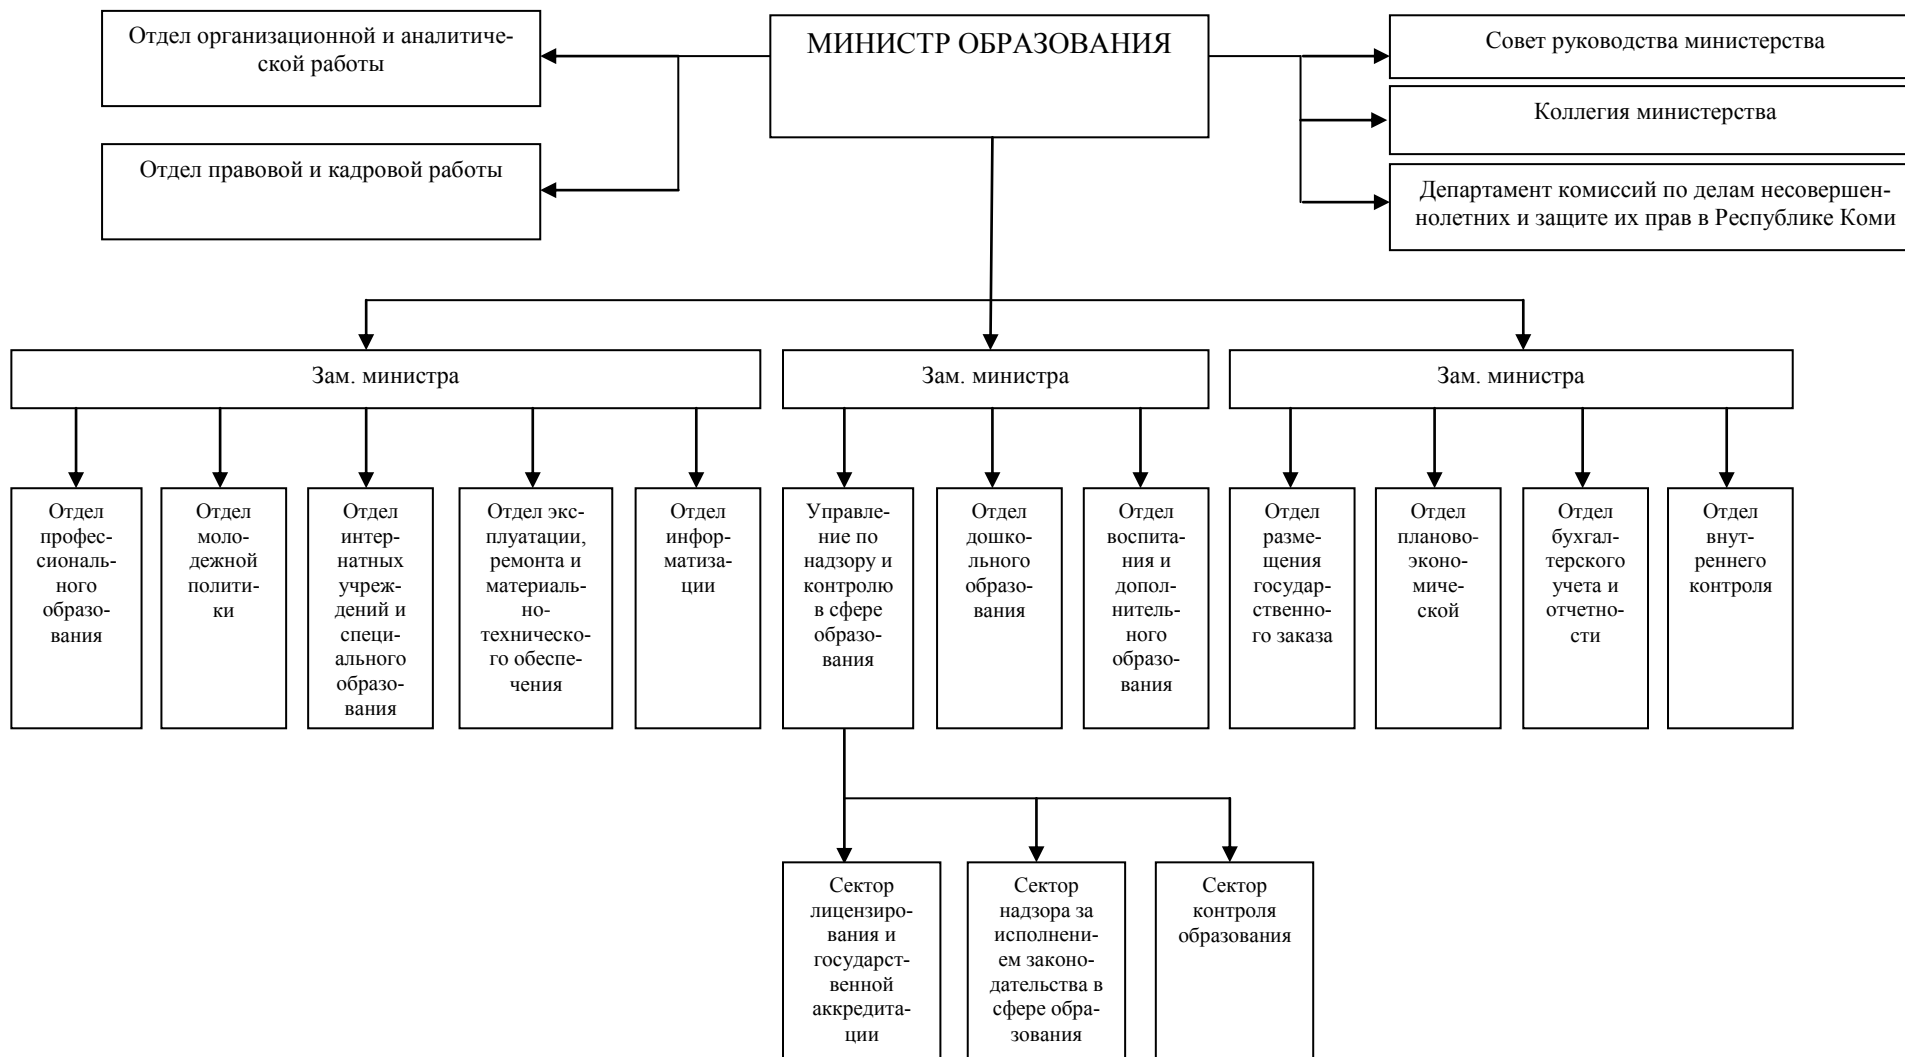 Отдел организационной и аналитиче-
ской работы
МИНИСТР ОБРАЗОВАНИЯ
Совет руководства министерства
Коллегия министерства
Отдел правовой и кадровой работы
Департамент комиссий по делам несовершен-
нолетних и защите их прав в Республике Коми
Зам. министра
Зам. министра
Зам. министра
Отдел
профес-
сиональ-
ного
образо-
вания
Отдел
моло-
дежной
полити-
ки
Отдел
интер-
натных
учреж-
дений и
специ-
ального
образо-
вания
Отдел экс-
плуатации,
ремонта и
материаль-
но-
техническо-
го обеспе-
чения
Отдел
инфор-
матиза-
ции
Управле-
ние по
надзору и
контролю
в сфере
образо-
вания
Отдел
дошко-
льного
образо-
вания
Отдел
воспита-
ния и
допол-
нитель-
ного
образо-
вания
Отдел
разме-
щения
государ-
ственно-
го заказа
Отдел
планово-
эконо-
миче-
ской
Отдел
бухгал-
терского
учета и
отчетно-
сти
Отдел
внут-
реннего
контроля
Сектор
лицензиро-
вания и
государст-
венной
аккредита-
ции
Сектор
надзора за
исполнени-
ем законо-
дательства в
сфере обра-
зования
Сектор
контроля
образования